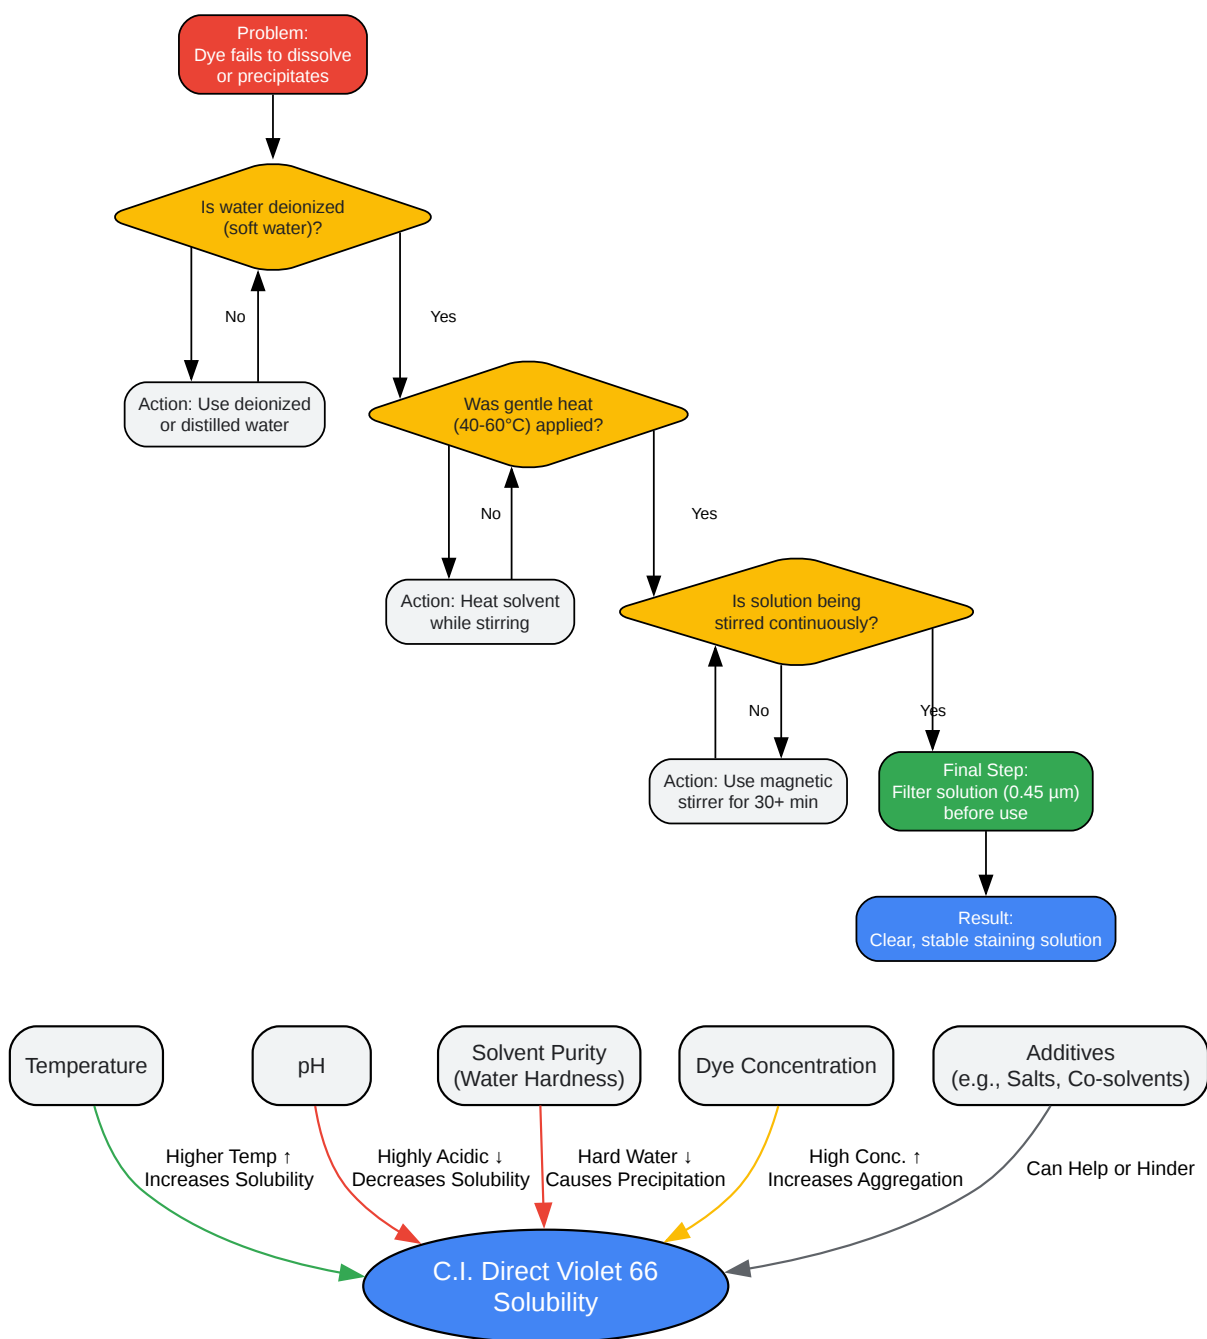 Problem:
Dye fails to dissolve
or precipitates
Is water deionized
(soft water)?
No
Yes
Action: Use deionized
or distilled water
Was gentle heat
(40-60°C) applied?
No
Yes
Action: Heat solvent
while stirring
Is solution being
stirred continuously?
No
Yes
Action: Use magnetic
stirrer for 30+ min
Final Step:
Filter solution (0.45 µm)
before use
Result:
Clear, stable staining solution
Temperature
pH
Solvent Purity
(Water Hardness)
Dye Concentration
Additives
(e.g., Salts, Co-solvents)
Higher Temp ↑
Increases Solubility
Highly Acidic ↓
Decreases Solubility
Hard Water ↓
Causes Precipitation
High Conc. ↑
Increases Aggregation
Can Help or Hinder
C.I. Direct Violet 66
Solubility